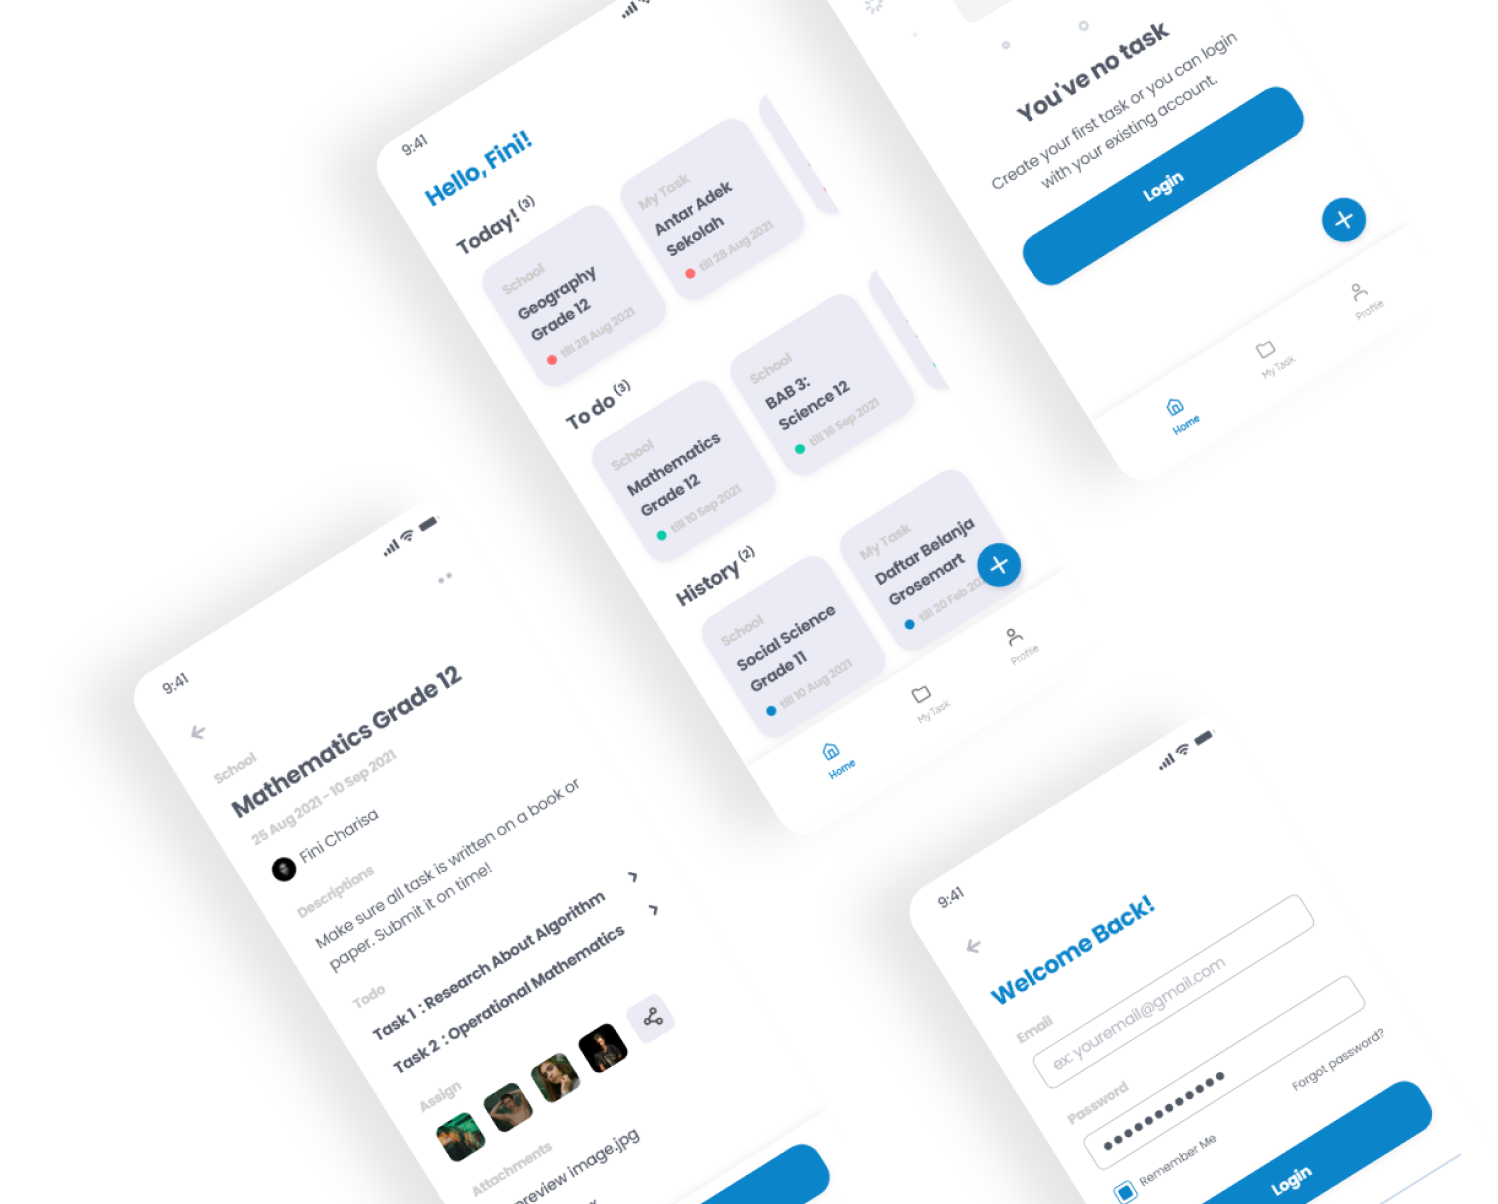 9:41
Hello, Fini!
Today! (3)
School
Geography
Grade 12
till 28 Aug 2021
My Task
Antar Adek
Sekolah
till 28 Aug 2021
To do (3)
School
Mathematics
Grade 12
till 10 Sep 2021
School
BAB 3:
Science 12
till 16 Sep 2021
History (2)
School
Social Science
Grade 11
till 10 Aug 2021
My Task
Daftar Belanja
Grosemart
till 20 Feb
Home
My Task
Profile
You've no task
Create your first task or you can login
with your existing account.
Login
Home
My Task
Profile
9:41
School
Mathematics Grade 12
25 Aug 2021 - 10 Sep 2021
Fini Charisa
Descriptions
Make sure all task is written on a book or
paper. Submit it on time!
Todo
Task 1 : Research About Algorithm
Task 2 : Operational Mathematics
Assign
Attachments
preview image.jpg
9:41
Welcome Back!
Email
ex: youremail@gmail.com
Password
Forgot password?
Remember Me
Login